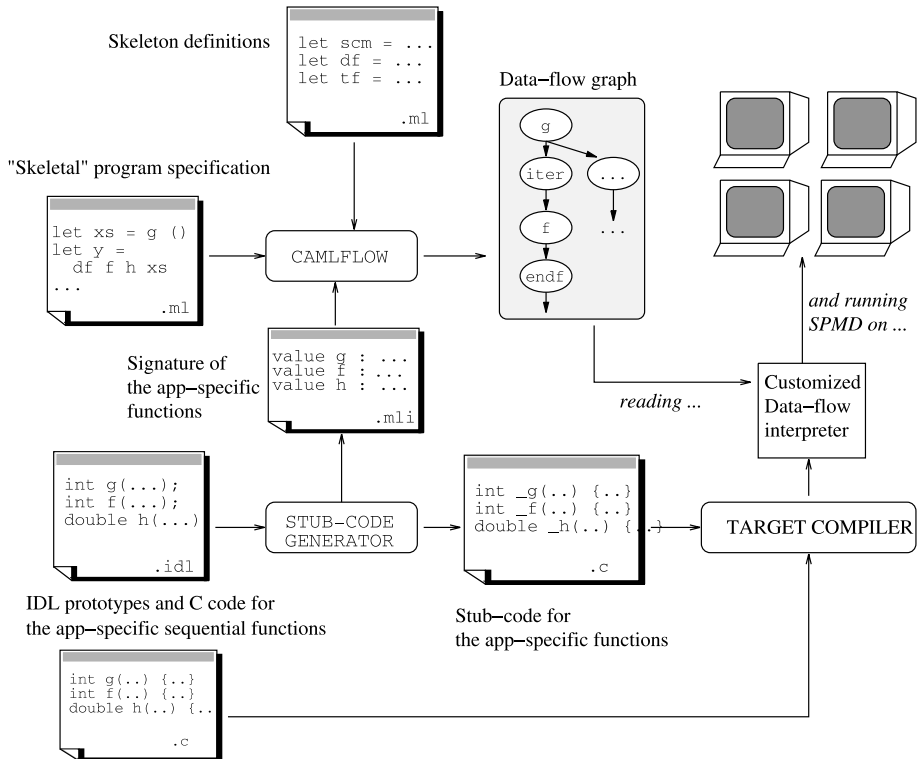 Skeleton definitions
let scm = ...
let df = ...
let tf = ...
.ml
Data−flow graph
g
iter
...
f
...
endf
"Skeletal" program specification
let xs = g ()
let y =
df f h xs
...
.ml
CAMLFLOW
and running
SPMD on ...
Signature of
the app−specific
functions
value g : ...
value f : ...
value h : ...
.mli
reading ...
Customized
Data−flow
interpreter
int g(...);
int f(...);
double h(...)
.idl
STUB-CODE
GENERATOR
int _g(..) {..}
int _f(..) {..}
double _h(..) {..}
.c
TARGET COMPILER
IDL prototypes and C code for
the app−specific sequential functions
Stub−code for
the app−specific functions
int g(..) {..}
int f(..) {..}
double h(..) {..
.c